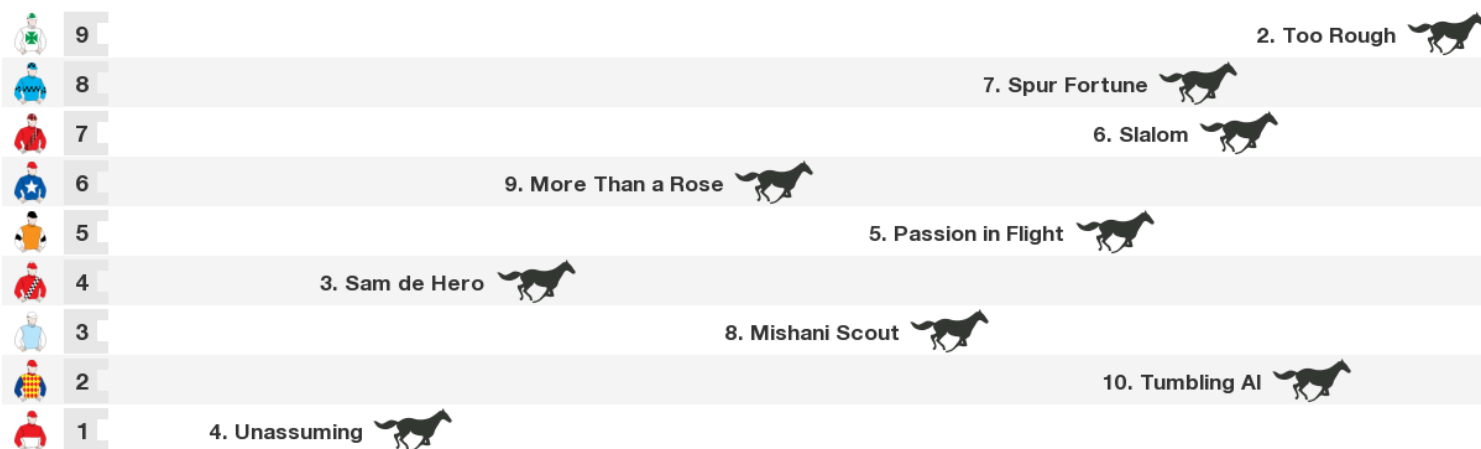 9 2. Too Rough
8 7. Spur Fortune
7 6. Slalom
6 9. More Than a Rose
5 5. Passion in Flight
4 3. Sam de Hero
3 8. Mishani Scout
2 10. Tumbling Al
1 4. Unassuming